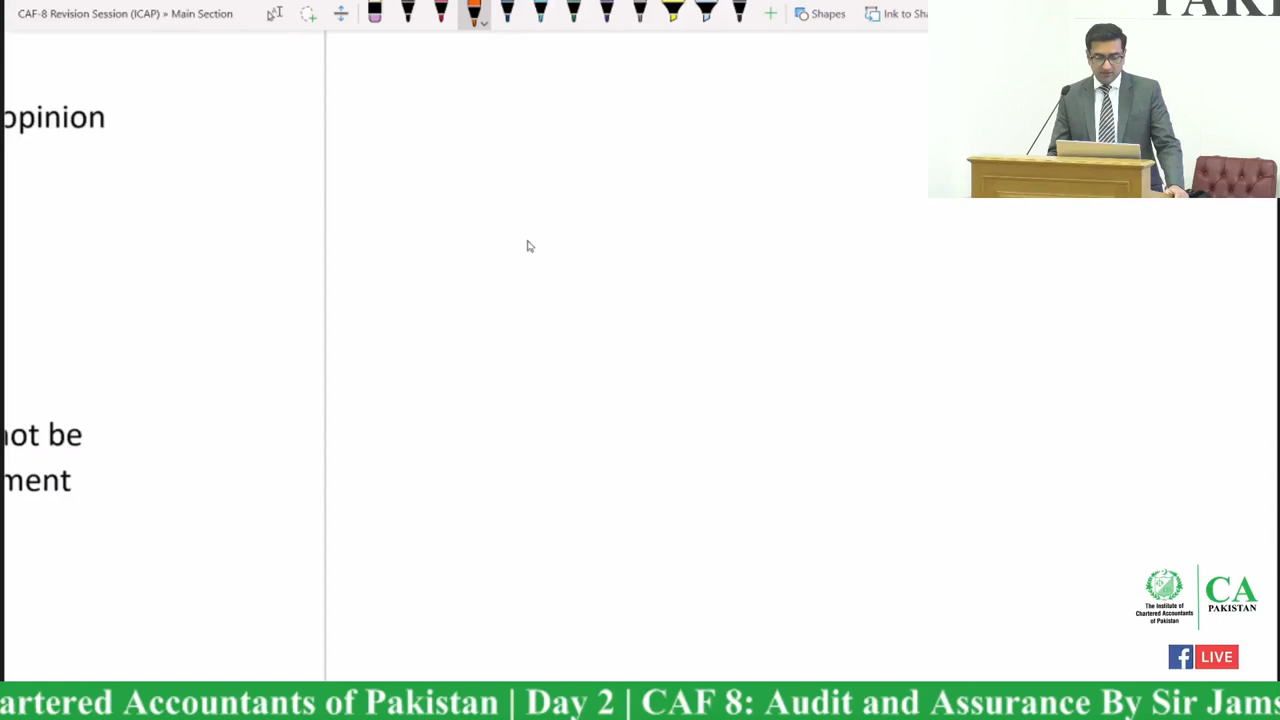 CAF-8 Revision Session (ICAP) » Main Section
Shapes
Ink to Sha
opinion
not be
ment
The Institute of
Chartered Accountants
of Pakistan
CA
PAKISTAN
LIVE
artered Accountants of Pakistan | Day 2 | CAF 8: Audit and Assurance By Sir Jams